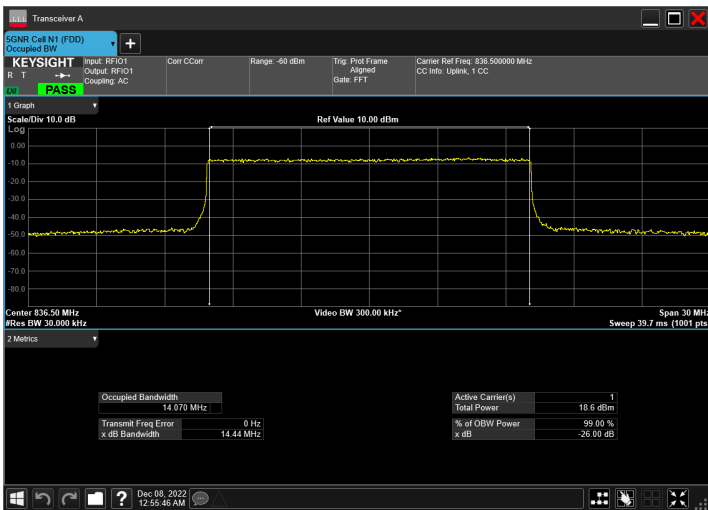 Transceiver A
5GNR Cell N1 (FDD)
Occupied BW
KEYSIGHT
R T
LXI
PASS
Input: RFIO1
Output: RFIO1
Coupling: AC
Corr CCorr
Range: -60 dBm
Trig: Prot Frame
Aligned
Gate: FFT
Carrier Ref Freq: 836.500000 MHz
CC Info: Uplink, 1 CC
1 Graph
Scale/Div 10.0 dB
Ref Value 10.00 dBm
Log
0.00
-10.0
-20.0
-30.0
-40.0
-50.0
-60.0
-70.0
-80.0
Center 836.50 MHz
Video BW 300.00 kHz*
Span 30 MHz
#Res BW 30.000 kHz
Sweep 39.7 ms (1001 pts
2 Metrics
Occupied Bandwidth
14.070 MHz
Transmit Freq Error 0 Hz
x dB Bandwidth 14.44 MHz
Active Carrier(s) 1
Total Power 18.6 dBm
% of OBW Power 99.00 %
x dB -26.00 dB
Dec 08, 2022
12:55:46 AM